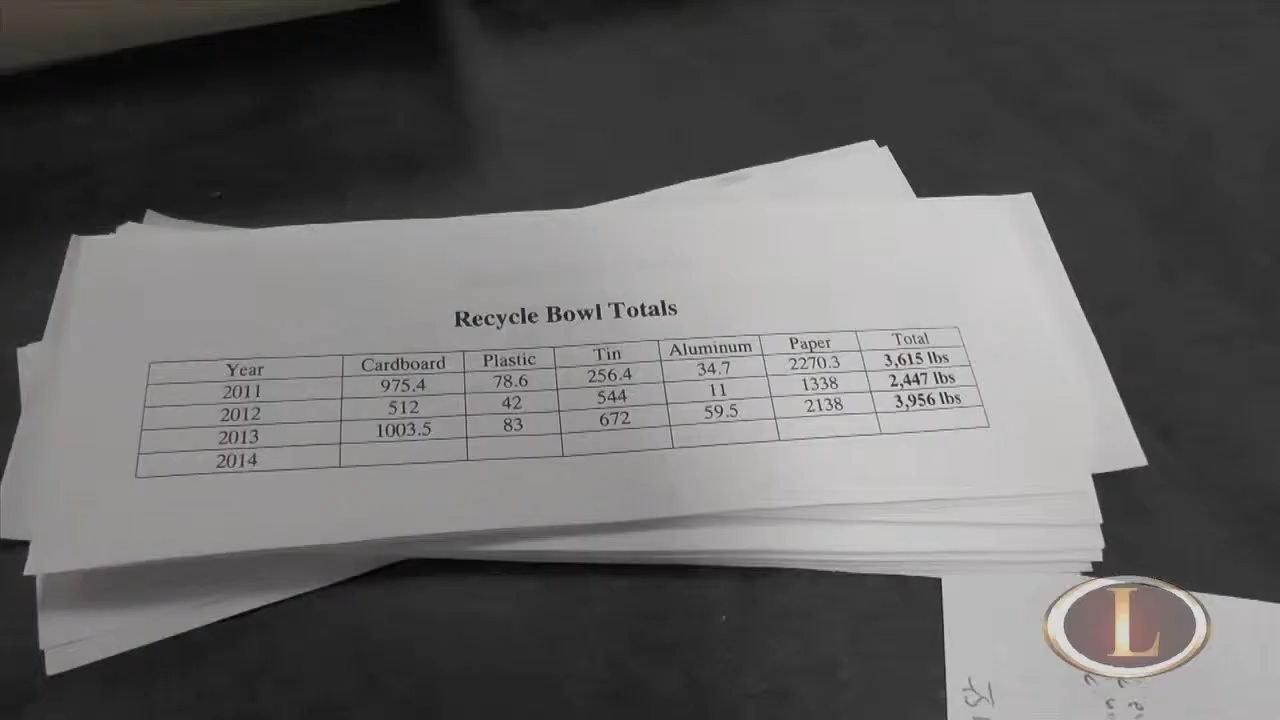 Recycle Bowl Totals
Year Cardboard Plastic Tin Aluminum Paper Total
2011 975.4 78.6 256.4 34.7 2270.3 3,615 lbs
2012 512 42 544 11 1338 2,447 lbs
2013 1003.5 83 672 59.5 2138 3,956 lbs
2014
L